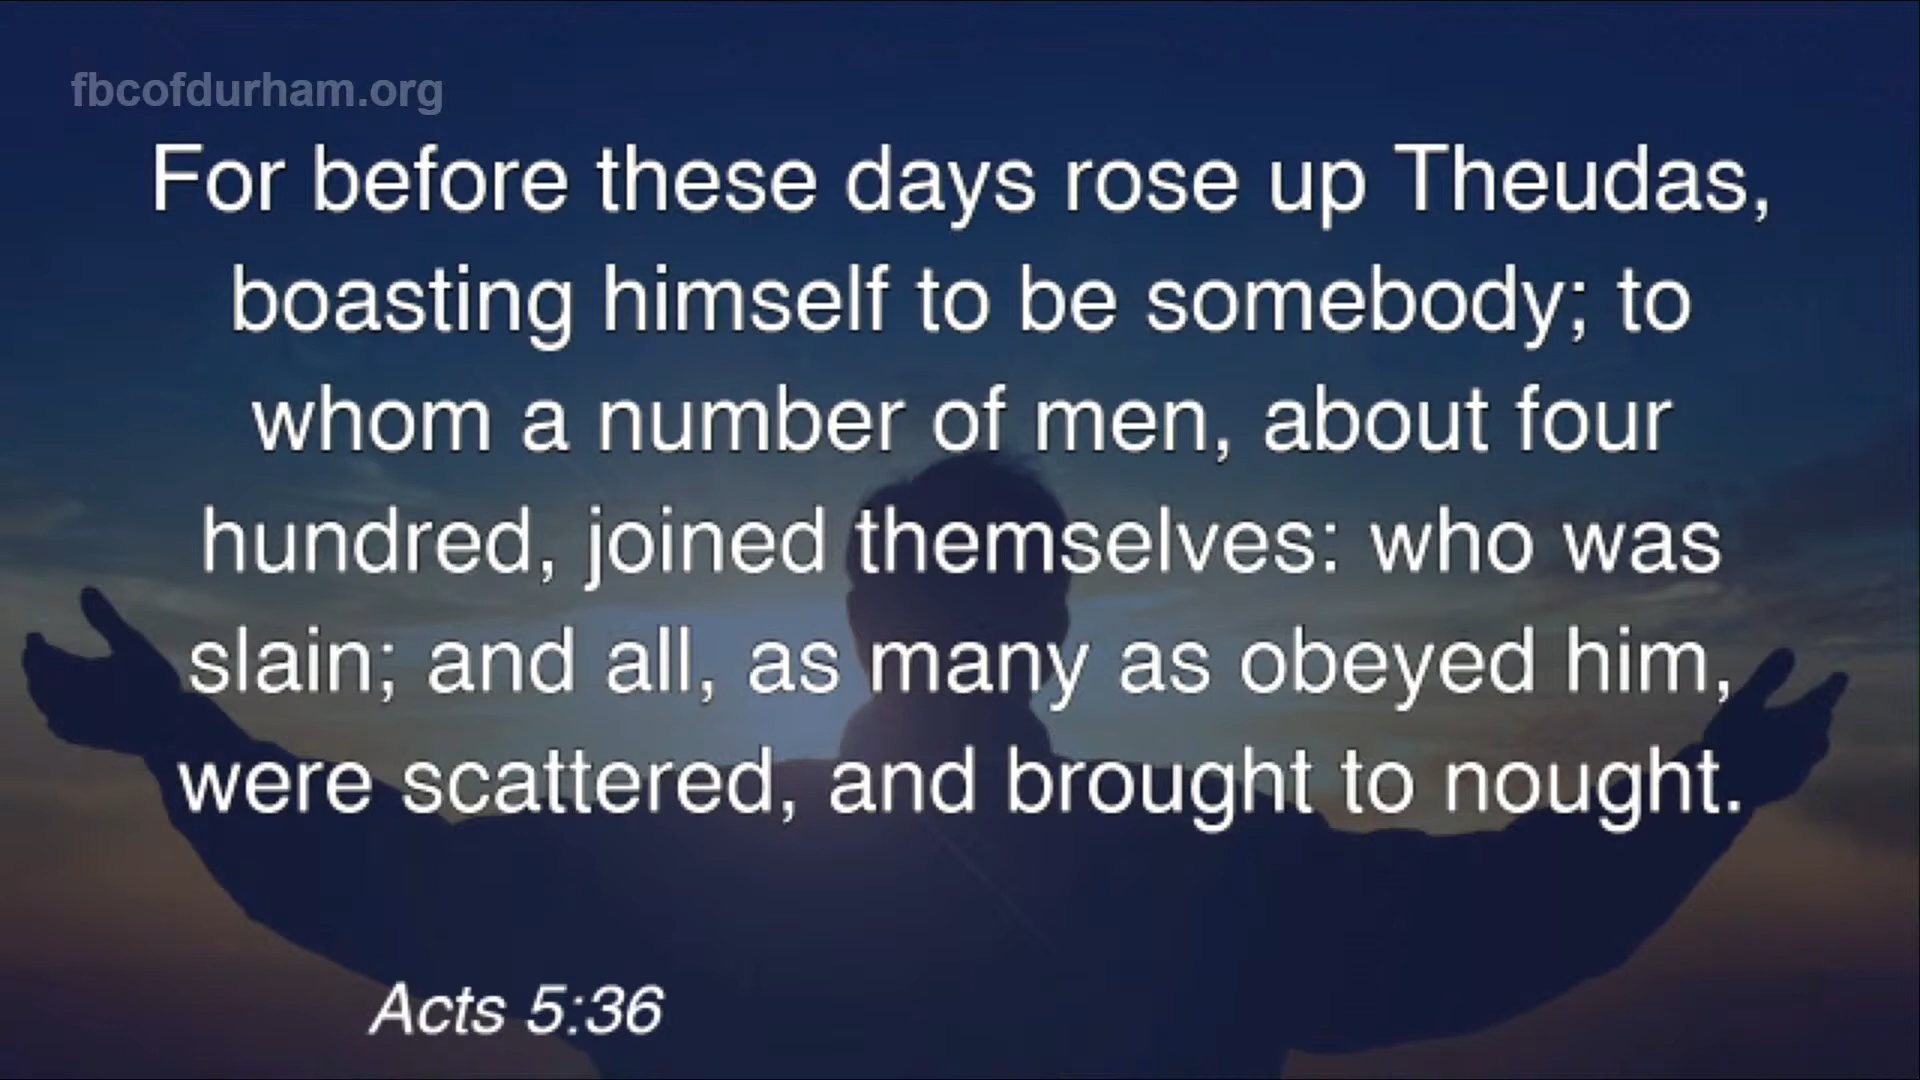 fbcofdurham.org
For before these days rose up Theudas,
boasting himself to be somebody; to
whom a number of men, about four
hundred, joined themselves: who was
slain; and all, as many as obeyed him,
were scattered, and brought to nought.
Acts 5:36